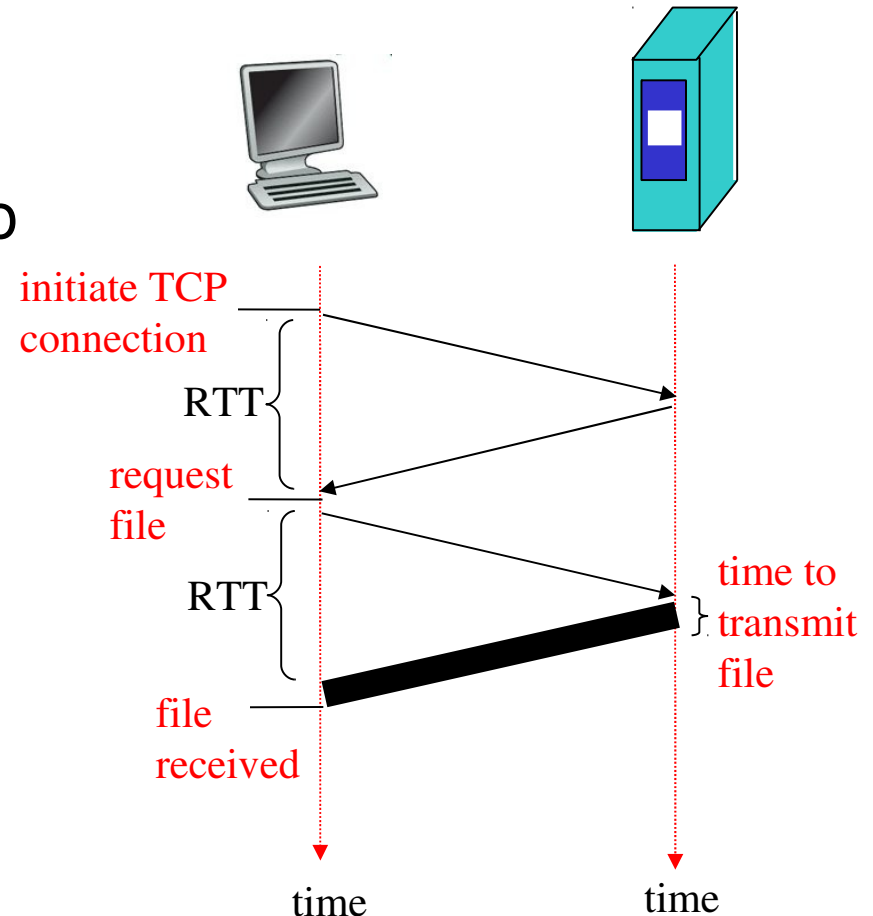 o
initiate TCP
connection
RTT
request
file
RTT
time to
transmit
file
file
received
time
time